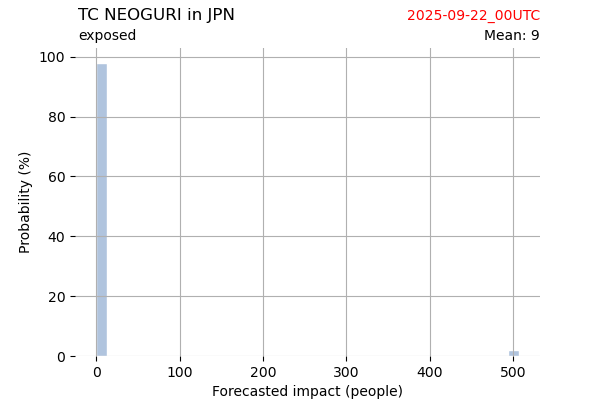 TC NEOGURI in JPN
2025-09-22_00UTC
exposed
Mean: 9
100
80
60
40
20
0
Probability (%)
0 100 200 300 400 500
Forecasted impact (people)